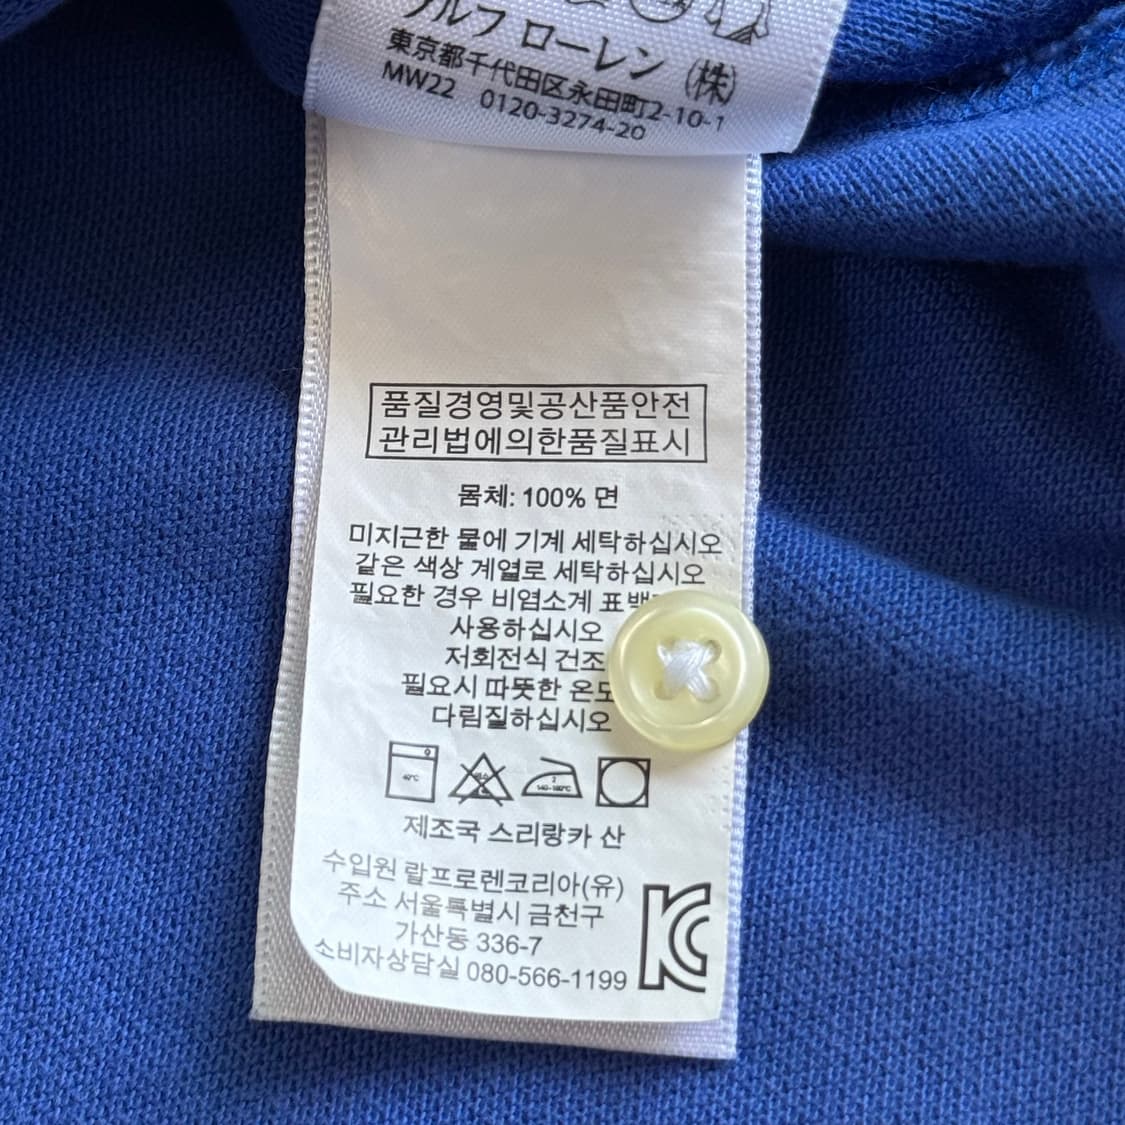 ラルフ ローレン (株)
東京都千代田区永田町2-10-1
MW22 0120-3274-20
품질경영및공산품안전
관리법에의한품질표시
몸체: 100% 면
미지근한 물에 기계 세탁하십시오
같은 색상 계열로 세탁하십시오
필요한 경우 비염소계 표백
사용하십시오
저회전식 건조
필요시 따뜻한 온도
다림질하십시오
40°C
염소
2
140-160°C
제조국 스리랑카 산
수입원 랄프로렌코리아(유)
주소 서울특별시 금천구
가산동 336-7
소비자상담실 080-566-1199